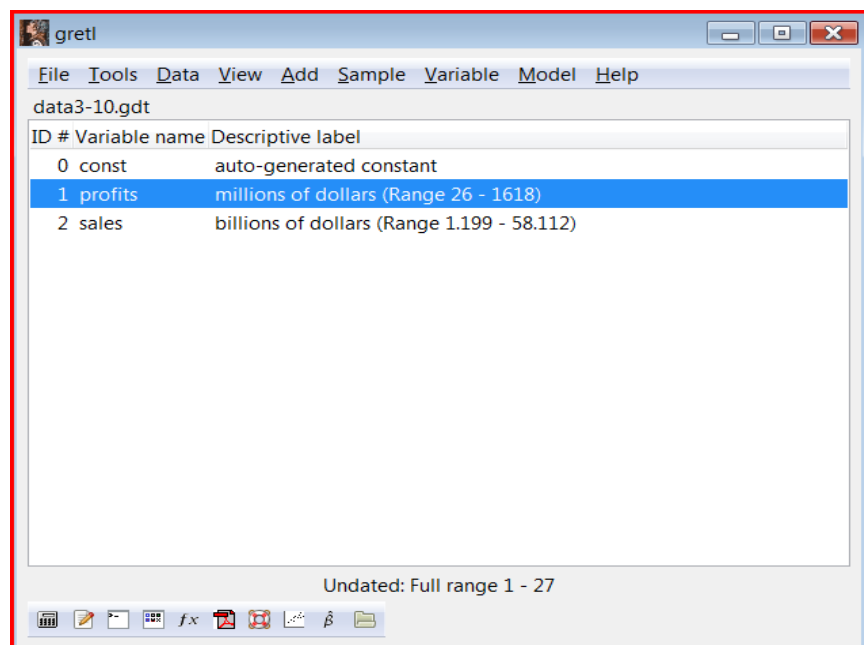 gretl
File Tools Data View Add Sample Variable Model Help
data3-10.gdt
ID # Variable name Descriptive label
0 const auto-generated constant
1 profits millions of dollars (Range 26 - 1618)
2 sales billions of dollars (Range 1.199 - 58.112)
Undated: Full range 1 - 27
fx β̂